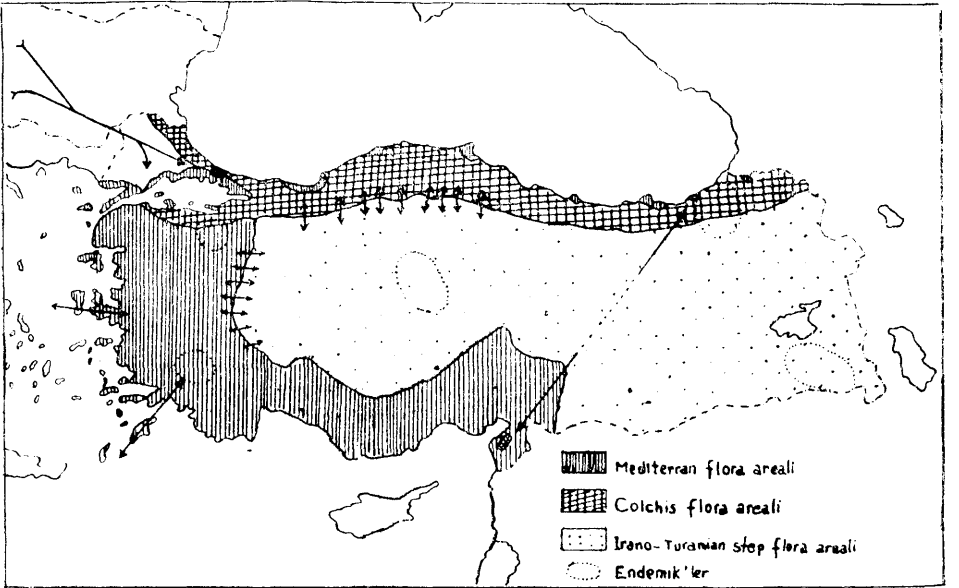 Mediterran flora areali
Colchis flora areali
Irano-Turanian step flora areali
Endemik'ler